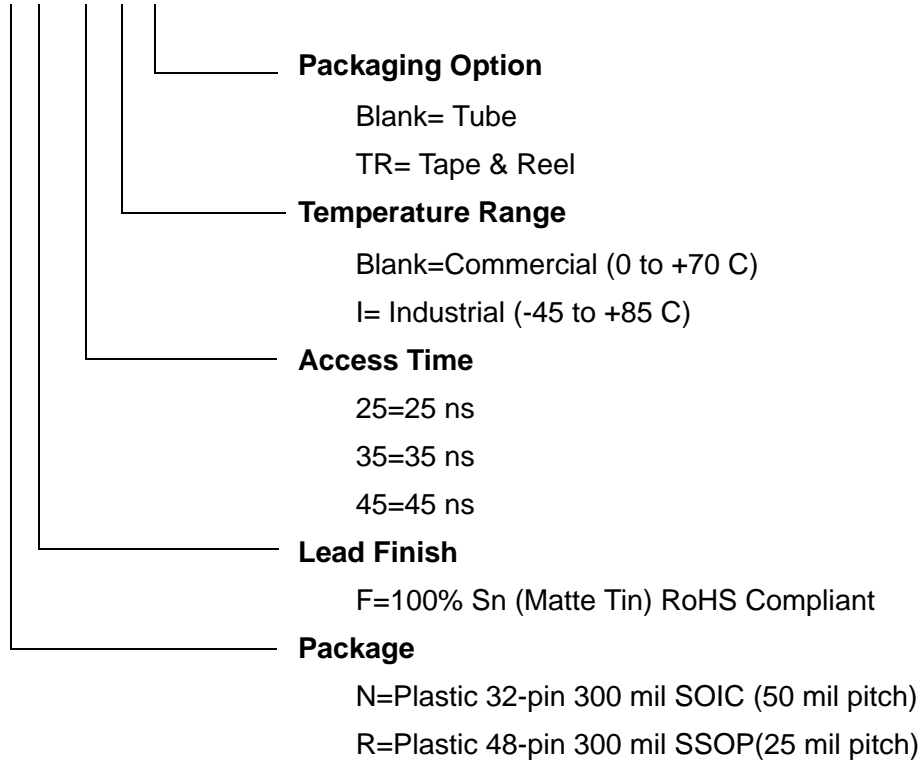 Packaging Option
Blank= Tube
TR= Tape & Reel
Temperature Range
Blank=Commercial (0 to +70 C)
I= Industrial (-45 to +85 C)
Access Time
25=25 ns
35=35 ns
45=45 ns
Lead Finish
F=100% Sn (Matte Tin) RoHS Compliant
Package
N=Plastic 32-pin 300 mil SOIC (50 mil pitch)
R=Plastic 48-pin 300 mil SSOP(25 mil pitch)